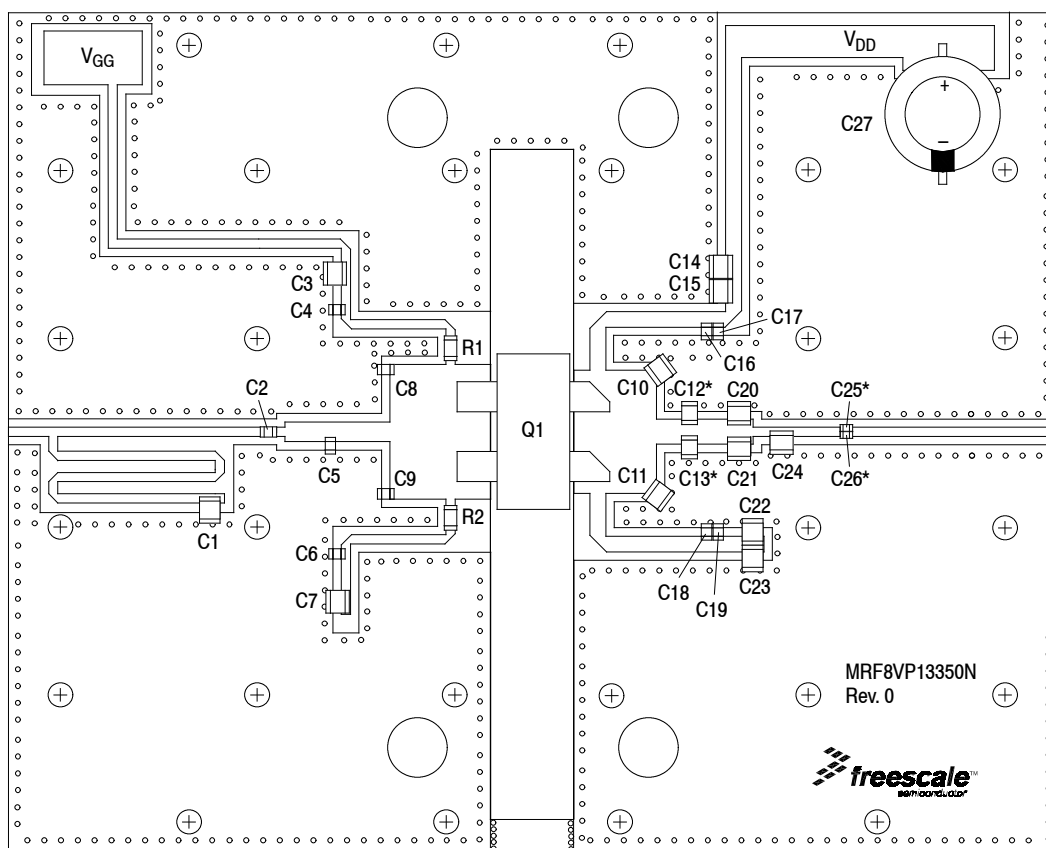 VGG
VDD
+
C27
−
C14
C15
C3
C4
C17
R1
C16
C8
C10
C2
C12*
C20
C25*
Q1
C5
C24
C26*
C11
C13*
C21
C9
C22
R2
C1
C6
C18
C19
C23
C7
MRF8VP13350N
Rev. 0
freescale™
semiconductor